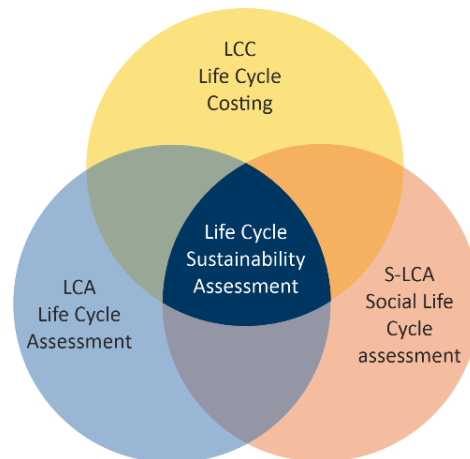 LCC
Life Cycle
Costing
Life Cycle
Sustainability
Assessment
LCA
Life Cycle
Assessment
S-LCA
Social Life
Cycle
assessment